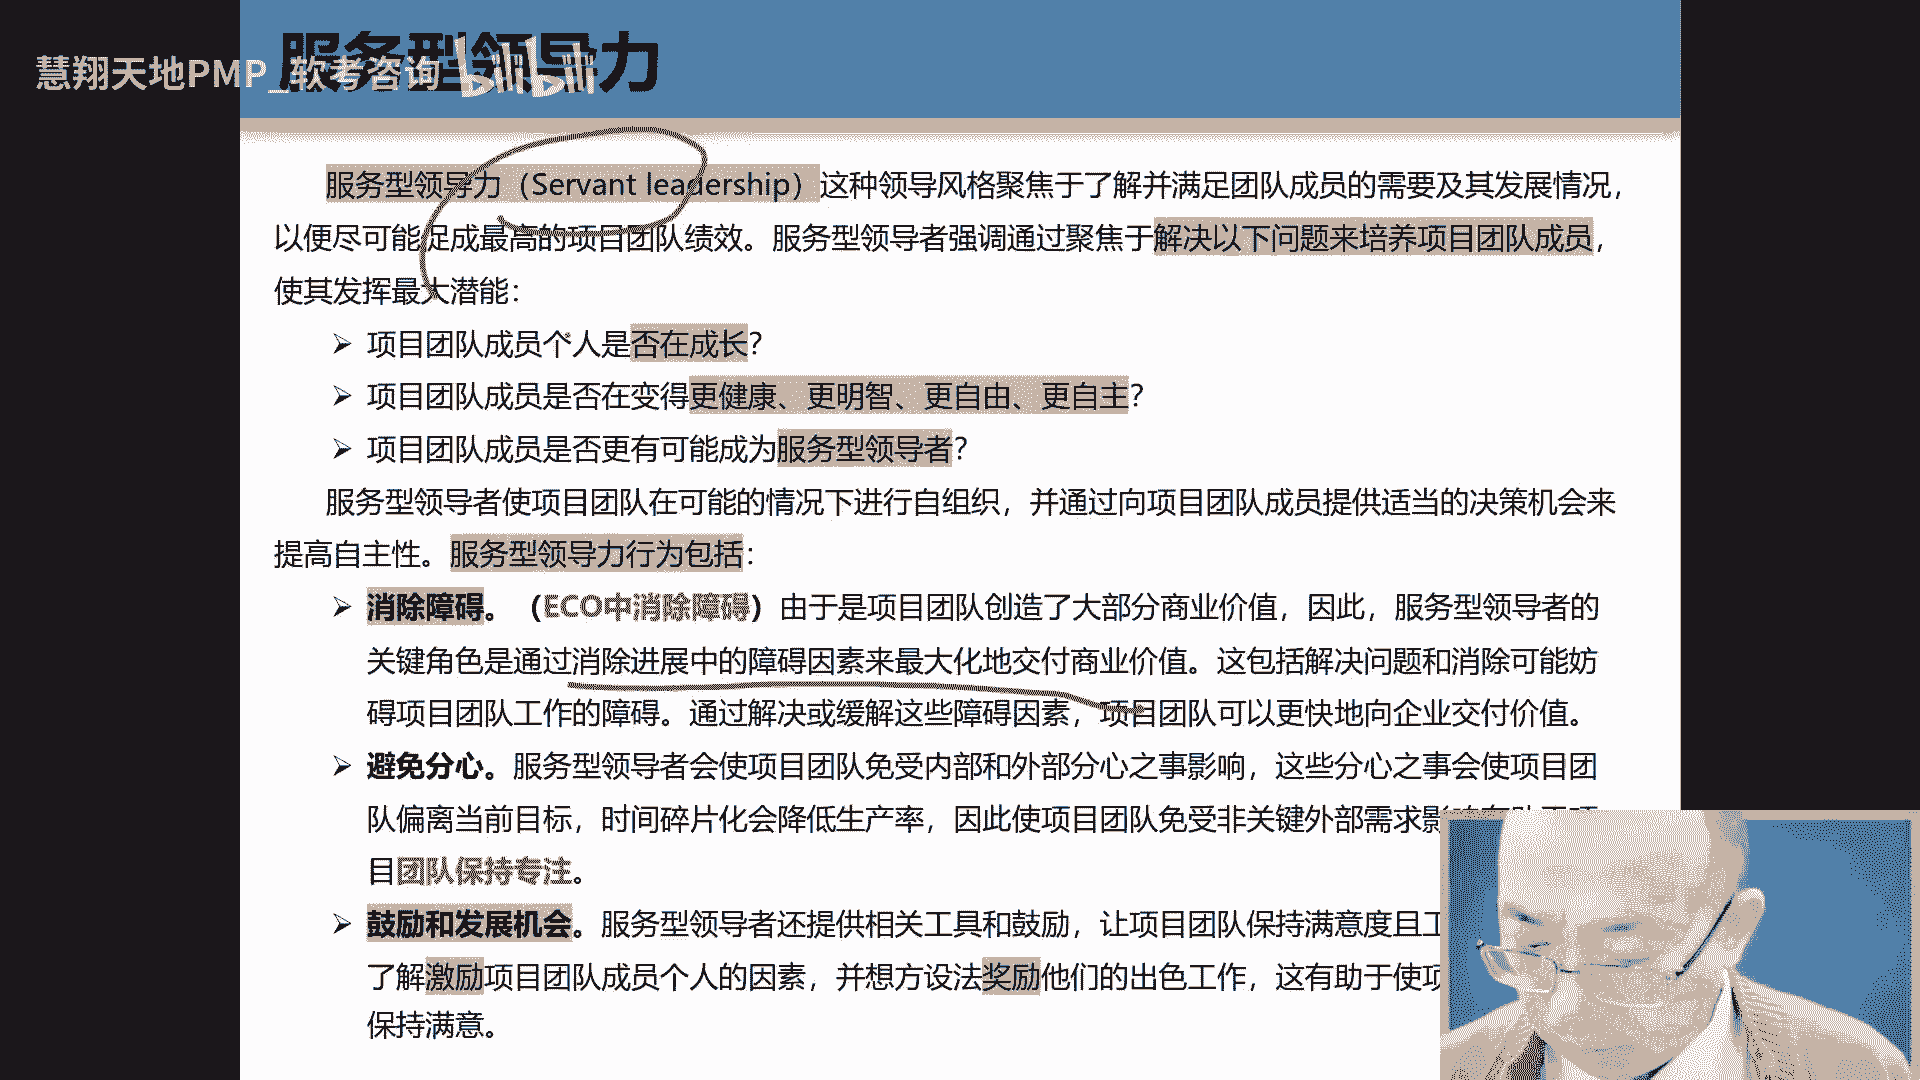 服务型领导力
慧翔天地PMP_软考咨询 bilibili
服务型领导力（Servant leadership）这种领导风格聚焦于了解并满足团队成员的需要及其发展情况，
以便尽可能促成最高的项目团队绩效。服务型领导者强调通过聚焦于解决以下问题来培养项目团队成员，
使其发挥最大潜能：
➢ 项目团队成员个人是否在成长？
➢ 项目团队成员是否在变得更健康、更明智、更自由、更自主？
➢ 项目团队成员是否更有可能成为服务型领导者？
服务型领导者使项目团队在可能的情况下进行自组织，并通过向项目团队成员提供适当的决策机会来
提高自主性。服务型领导力行为包括：
➢ 消除障碍。（ECO中消除障碍）由于是项目团队创造了大部分商业价值，因此，服务型领导者的
关键角色是通过消除进展中的障碍因素来最大化地交付商业价值。这包括解决问题和消除可能妨
碍项目团队工作的障碍。通过解决或缓解这些障碍因素，项目团队可以更快地向企业交付价值。
➢ 避免分心。服务型领导者会使项目团队免受内部和外部分心之事影响，这些分心之事会使项目团
队偏离当前目标，时间碎片化会降低生产率，因此使项目团队免受非关键外部需求
目团队保持专注。
➢ 鼓励和发展机会。服务型领导者还提供相关工具和鼓励，让项目团队保持满意度且
了解激励项目团队成员个人的因素，并想方设法奖励他们的出色工作，这有助于使
保持满意。